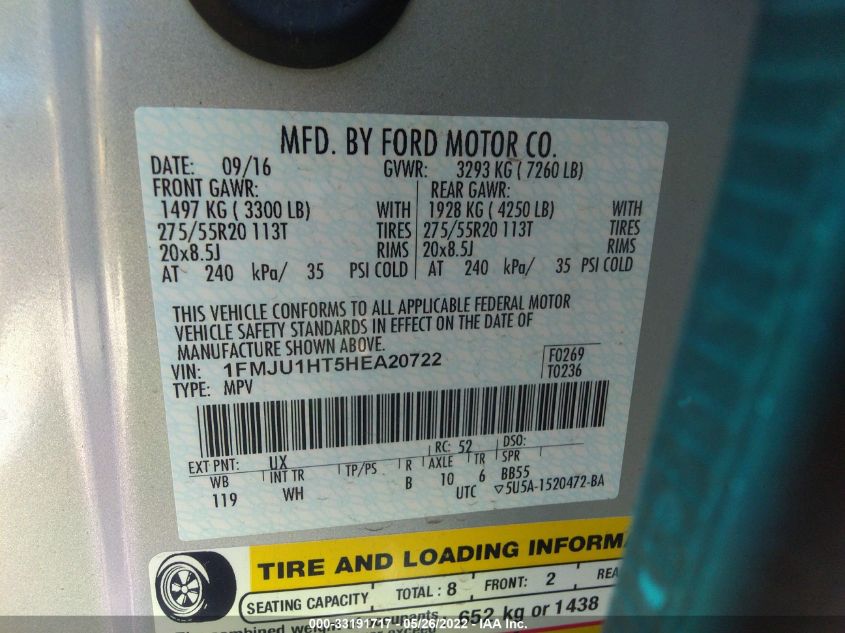 MFD. BY FORD MOTOR CO.
DATE: 09/16 GVWR: 3293 KG ( 7260 LB)
FRONT GAWR: REAR GAWR:
1497 KG ( 3300 LB) WITH 1928 KG ( 4250 LB) WITH
275/55R20 113T TIRES 275/55R20 113T TIRES
20x8.5J RIMS 20x8.5J RIMS
AT 240 kPa/ 35 PSI COLD AT 240 kPa/ 35 PSI COLD
THIS VEHICLE CONFORMS TO ALL APPLICABLE FEDERAL MOTOR
VEHICLE SAFETY STANDARDS IN EFFECT ON THE DATE OF
MANUFACTURE SHOWN ABOVE.
VIN: 1FMJU1HT5HEA20722 F0269
TYPE: MPV T0236
EXT PNT: UX RC: 52 DSO:
WB INT TR TP/PS R AXLE TR SPR
119 WH B 10 6 BB55
UTC ▽5U5A-1520472-BA
TIRE AND LOADING INFORMA
SEATING CAPACITY TOTAL : 8 FRONT: 2 REA
The combined weight 652 kg or 1438
000-33191717 - 05/26/2022 - IAA Inc.